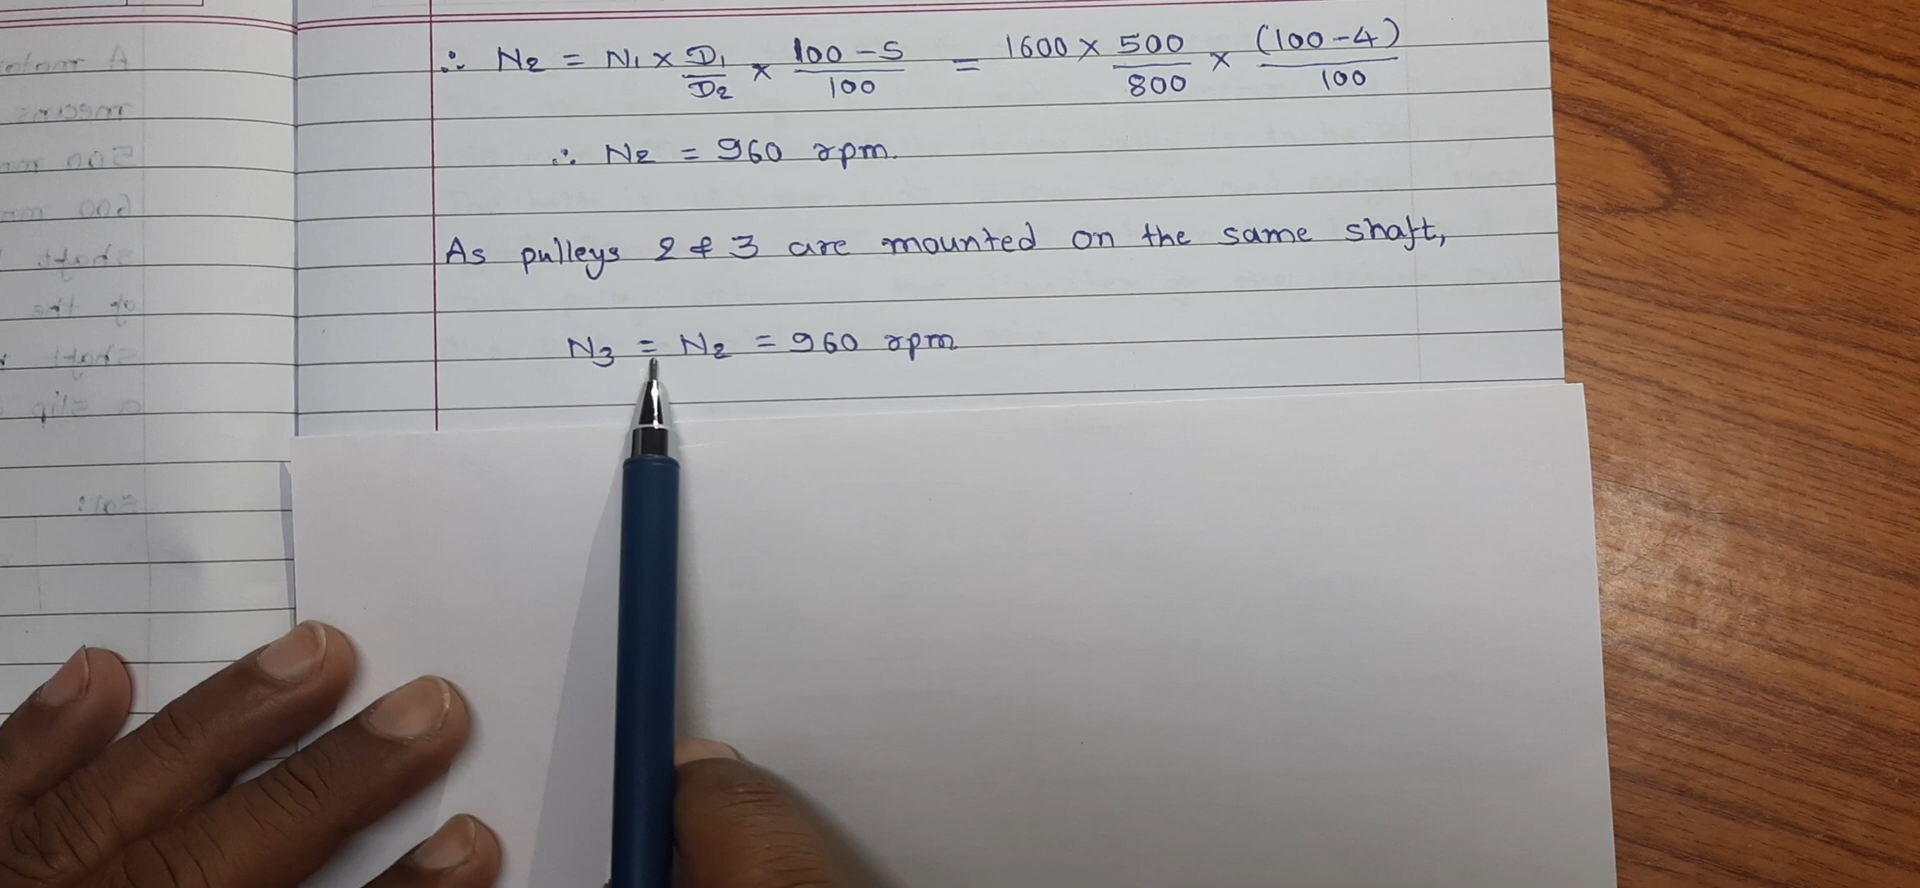 ∴ N2 = N1 × D1/D2 × 100 - S/100 = 1600 × 500/800 × (100-4)/100
∴ N2 = 960 rpm.
As pulleys 2 & 3 are mounted on the same shaft,
N3 = N2 = 960 rpm